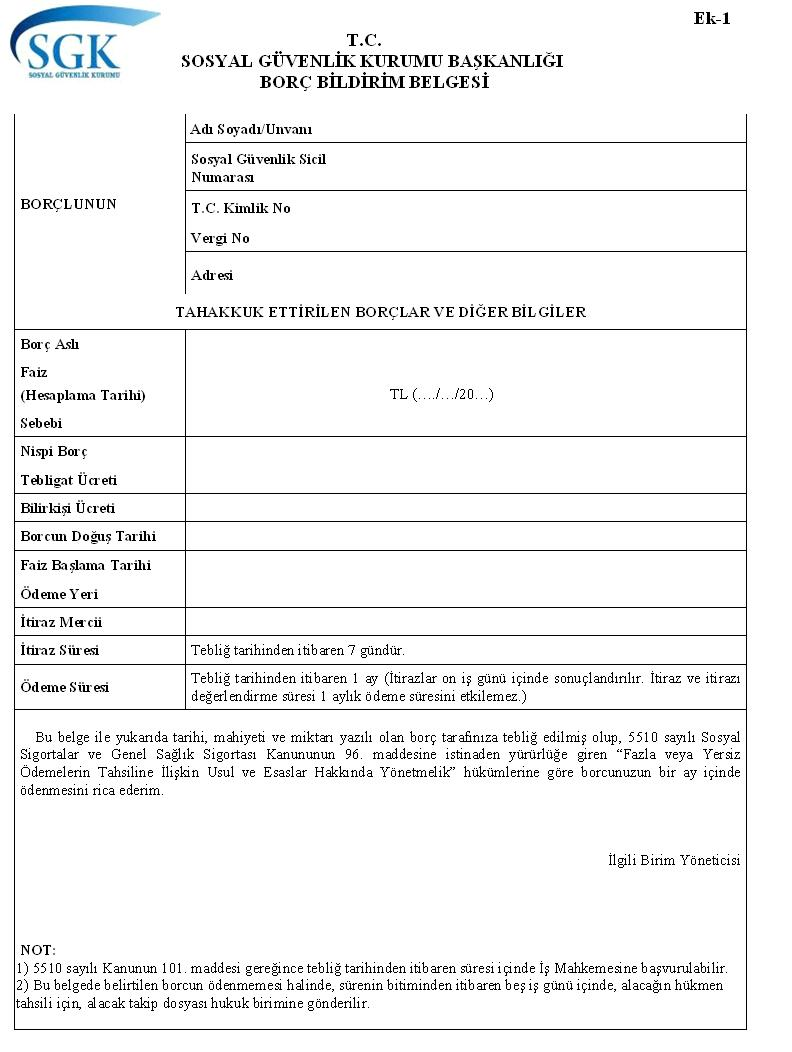 Ek-1
SGK
SOSYAL GÜVENLİK KURUMU
T.C.
SOSYAL GÜVENLİK KURUMU BAŞKANLIĞI
BORÇ BİLDİRİM BELGESİ
BORÇLUNUN
Adı Soyadı/Unvanı
Sosyal Güvenlik Sicil
Numarası
T.C. Kimlik No
Vergi No
Adresi
TAHAKKUK ETTİRİLEN BORÇLAR VE DİĞER BİLGİLER
Borç Aslı
Faiz
(Hesaplama Tarihi)
TL (…./…/20…)
Sebebi
Nispi Borç
Tebligat Ücreti
Bilirkişi Ücreti
Borcun Doğuş Tarihi
Faiz Başlama Tarihi
Ödeme Yeri
İtiraz Mercii
İtiraz Süresi
Tebliğ tarihinden itibaren 7 gündür.
Ödeme Süresi
Tebliğ tarihinden itibaren 1 ay (İtirazlar on iş günü içinde sonuçlandırılır. İtiraz ve itirazı
değerlendirme süresi 1 aylık ödeme süresini etkilemez.)
Bu belge ile yukarıda tarihi, mahiyeti ve miktarı yazılı olan borç tarafınıza tebliğ edilmiş olup, 5510 sayılı Sosyal
Sigortalar ve Genel Sağlık Sigortası Kanununun 96. maddesine istinaden yürürlüğe giren “Fazla veya Yersiz
Ödemelerin Tahsiline İlişkin Usul ve Esaslar Hakkında Yönetmelik” hükümlerine göre borcunuzun bir ay içinde
ödenmesini rica ederim.
İlgili Birim Yöneticisi
NOT:
1) 5510 sayılı Kanunun 101. maddesi gereğince tebliğ tarihinden itibaren süresi içinde İş Mahkemesine başvurulabilir.
2) Bu belgede belirtilen borcun ödenmemesi halinde, sürenin bitiminden itibaren beş iş günü içinde, alacağın hükmen
tahsili için, alacak takip dosyası hukuk birimine gönderilir.